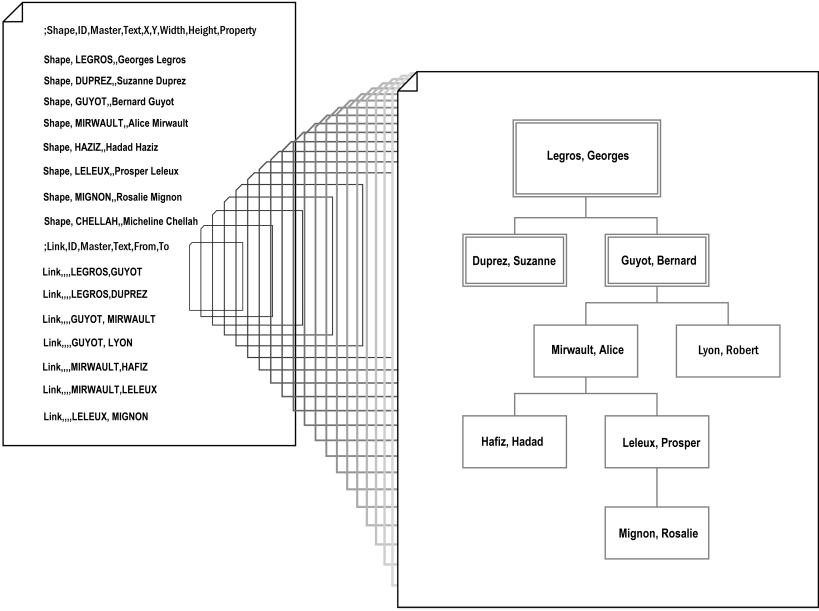 ;Shape,ID,Master,Text,X,Y,Width,Height,Property
Shape, LEGROS,,Georges Legros
Shape, DUPREZ,,Suzanne Duprez
Shape, GUYOT,,Bernard Guyot
Shape, MIRWAULT,,Alice Mirwault
Shape, HAZIZ,,Hadad Haziz
Shape, LELEUX,,Prosper Leleux
Shape, MIGNON,,Rosalie Mignon
Shape, CHELLAH,,Micheline Chellah
;Link,ID,Master,Text,From,To
Link,,,,LEGROS,GUYOT
Link,,,,LEGROS,DUPREZ
Link,,,,GUYOT, MIRWAULT
Link,,,,GUYOT, LYON
Link,,,,MIRWAULT,HAFIZ
Link,,,,MIRWAULT,LELEUX
Link,,,,LELEUX, MIGNON
Legros, Georges
Duprez, Suzanne
Guyot, Bernard
Mirwault, Alice
Lyon, Robert
Hafiz, Hadad
Leleux, Prosper
Mignon, Rosalie